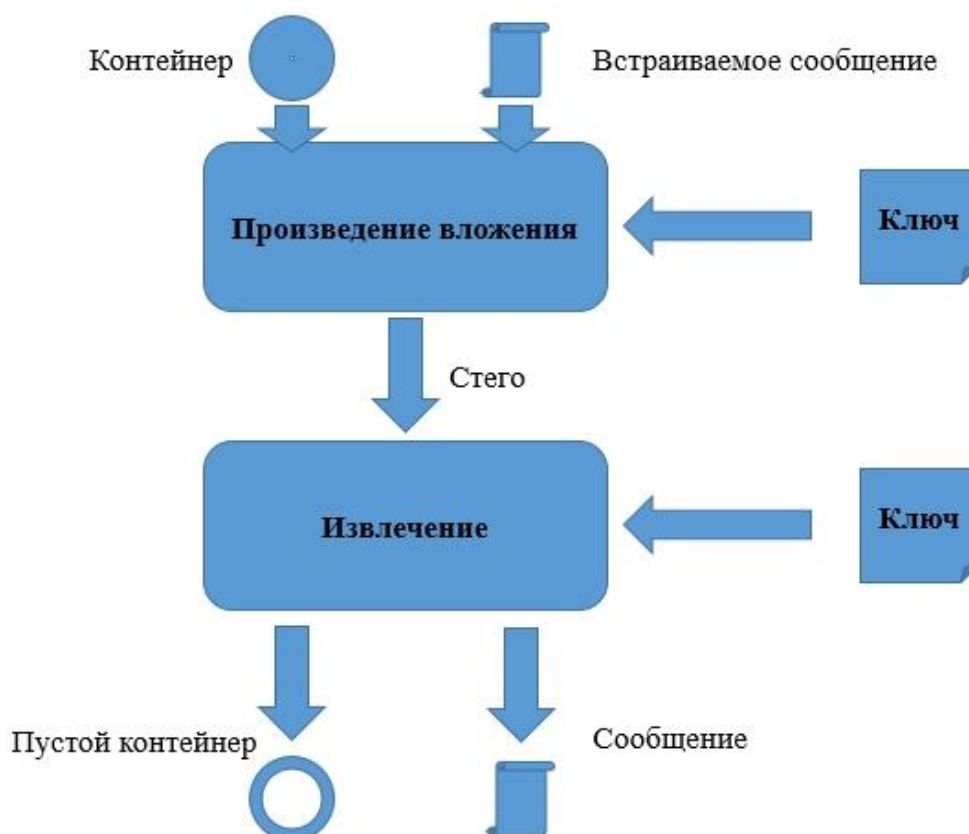 Контейнер
Встраиваемое сообщение
Произведение вложения
Ключ
Стего
Извлечение
Ключ
Пустой контейнер
Сообщение